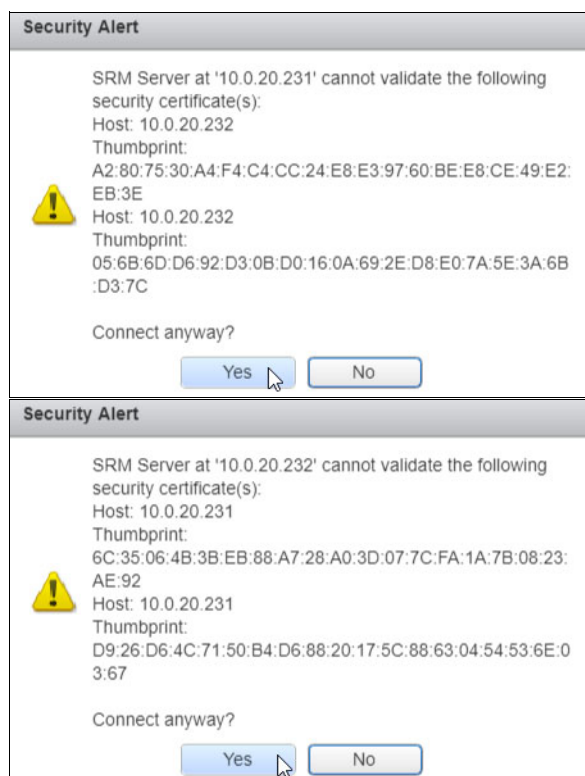 Security Alert
SRM Server at '10.0.20.231' cannot validate the following
security certificate(s):
Host: 10.0.20.232
Thumbprint:
A2:80:75:30:A4:F4:C4:CC:24:E8:E3:97:60:BE:E8:CE:49:E2:
EB:3E
Host: 10.0.20.232
Thumbprint:
05:6B:6D:D6:92:D3:0B:D0:16:0A:69:2E:D8:E0:7A:5E:3A:6B
:D3:7C
Connect anyway?
Yes No
Security Alert
SRM Server at '10.0.20.232' cannot validate the following
security certificate(s):
Host: 10.0.20.231
Thumbprint:
6C:35:06:4B:3B:EB:88:A7:28:A0:3D:07:7C:FA:1A:7B:08:23:
AE:92
Host: 10.0.20.231
Thumbprint:
D9:26:D6:4C:71:50:B4:D6:88:20:17:5C:88:63:04:54:53:6E:0
3:67
Connect anyway?
Yes No